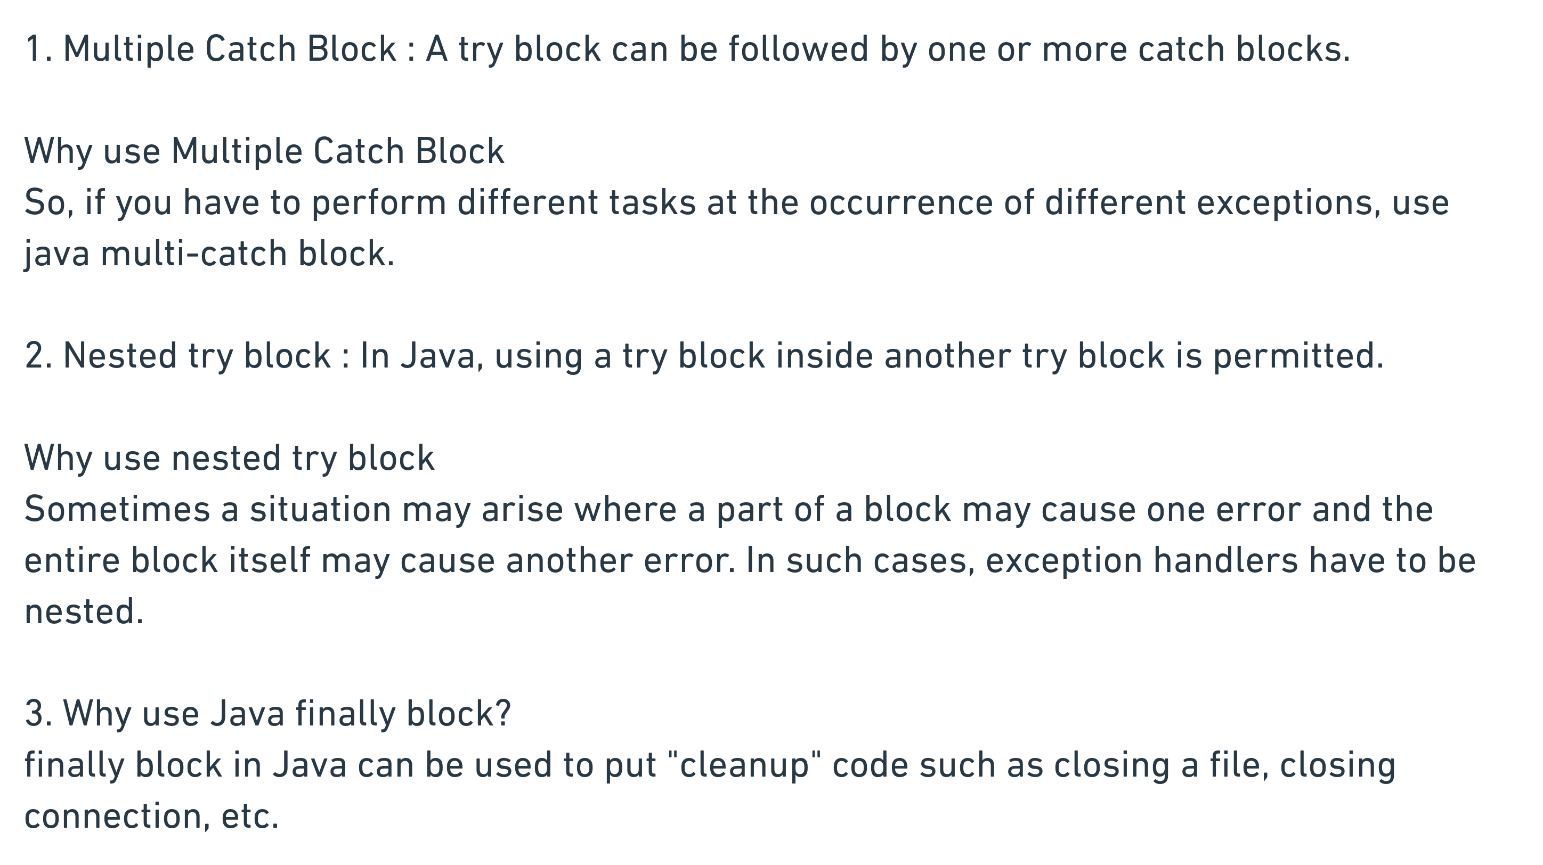 1. Multiple Catch Block : A try block can be followed by one or more catch blocks.
Why use Multiple Catch Block
So, if you have to perform different tasks at the occurrence of different exceptions, use
java multi-catch block.
2. Nested try block : In Java, using a try block inside another try block is permitted.
Why use nested try block
Sometimes a situation may arise where a part of a block may cause one error and the
entire block itself may cause another error. In such cases, exception handlers have to be
nested.
3. Why use Java finally block?
finally block in Java can be used to put "cleanup" code such as closing a file, closing
connection, etc.